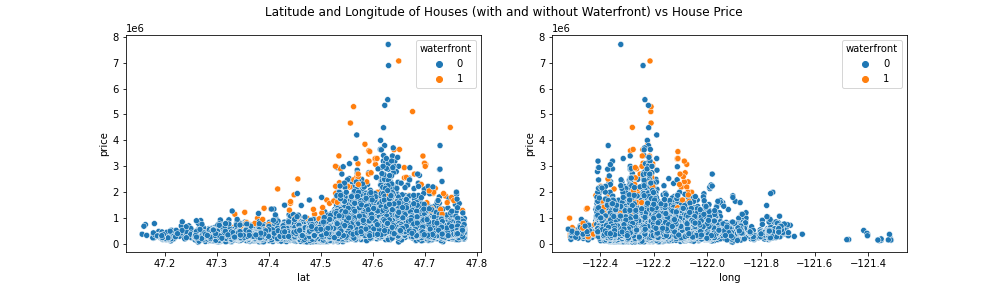 Latitude and Longitude of Houses (with and without Waterfront) vs House Price
1e6
8
7
6
5
4
3
2
1
0
price
47.2 47.3 47.4 47.5 47.6 47.7 47.8
lat
waterfront
0
1
1e6
8
7
6
5
4
3
2
1
0
price
−122.4 −122.2 −122.0 −121.8 −121.6 −121.4
long
waterfront
0
1